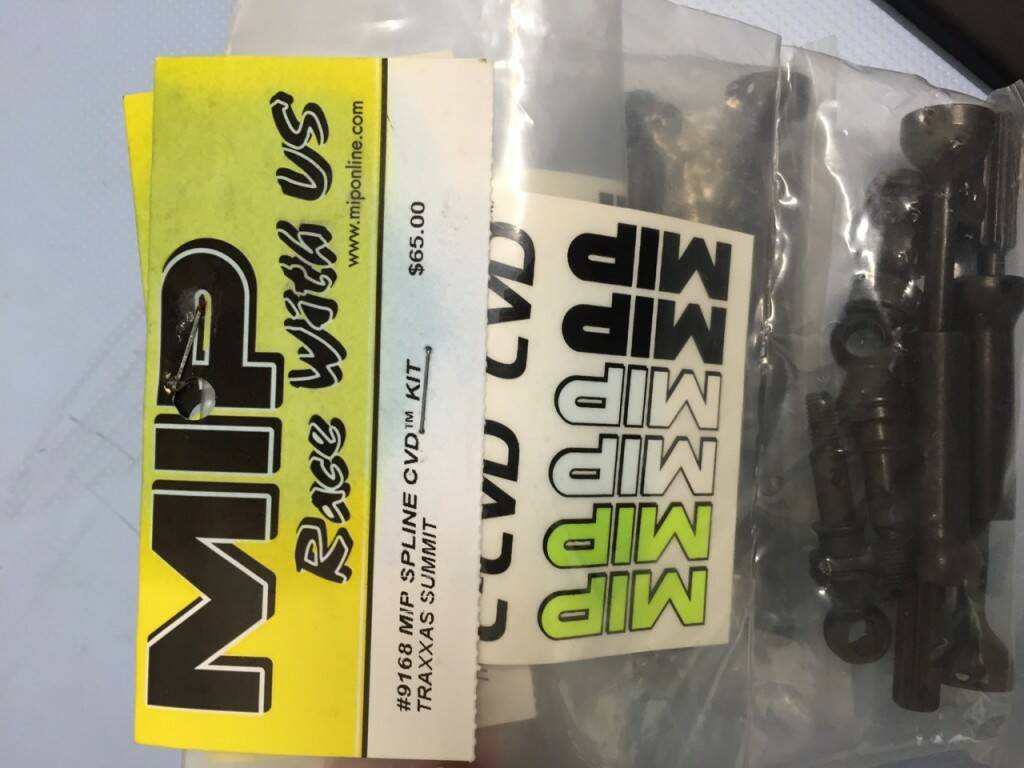 MIP
Race With US
www.miponline.com
#9168 MIP SPLINE CVD™ KIT
$65.00
TRAXXAS SUMMIT
CVD CVD
MIP
MIP
MIP
MIP
MIP
MIP